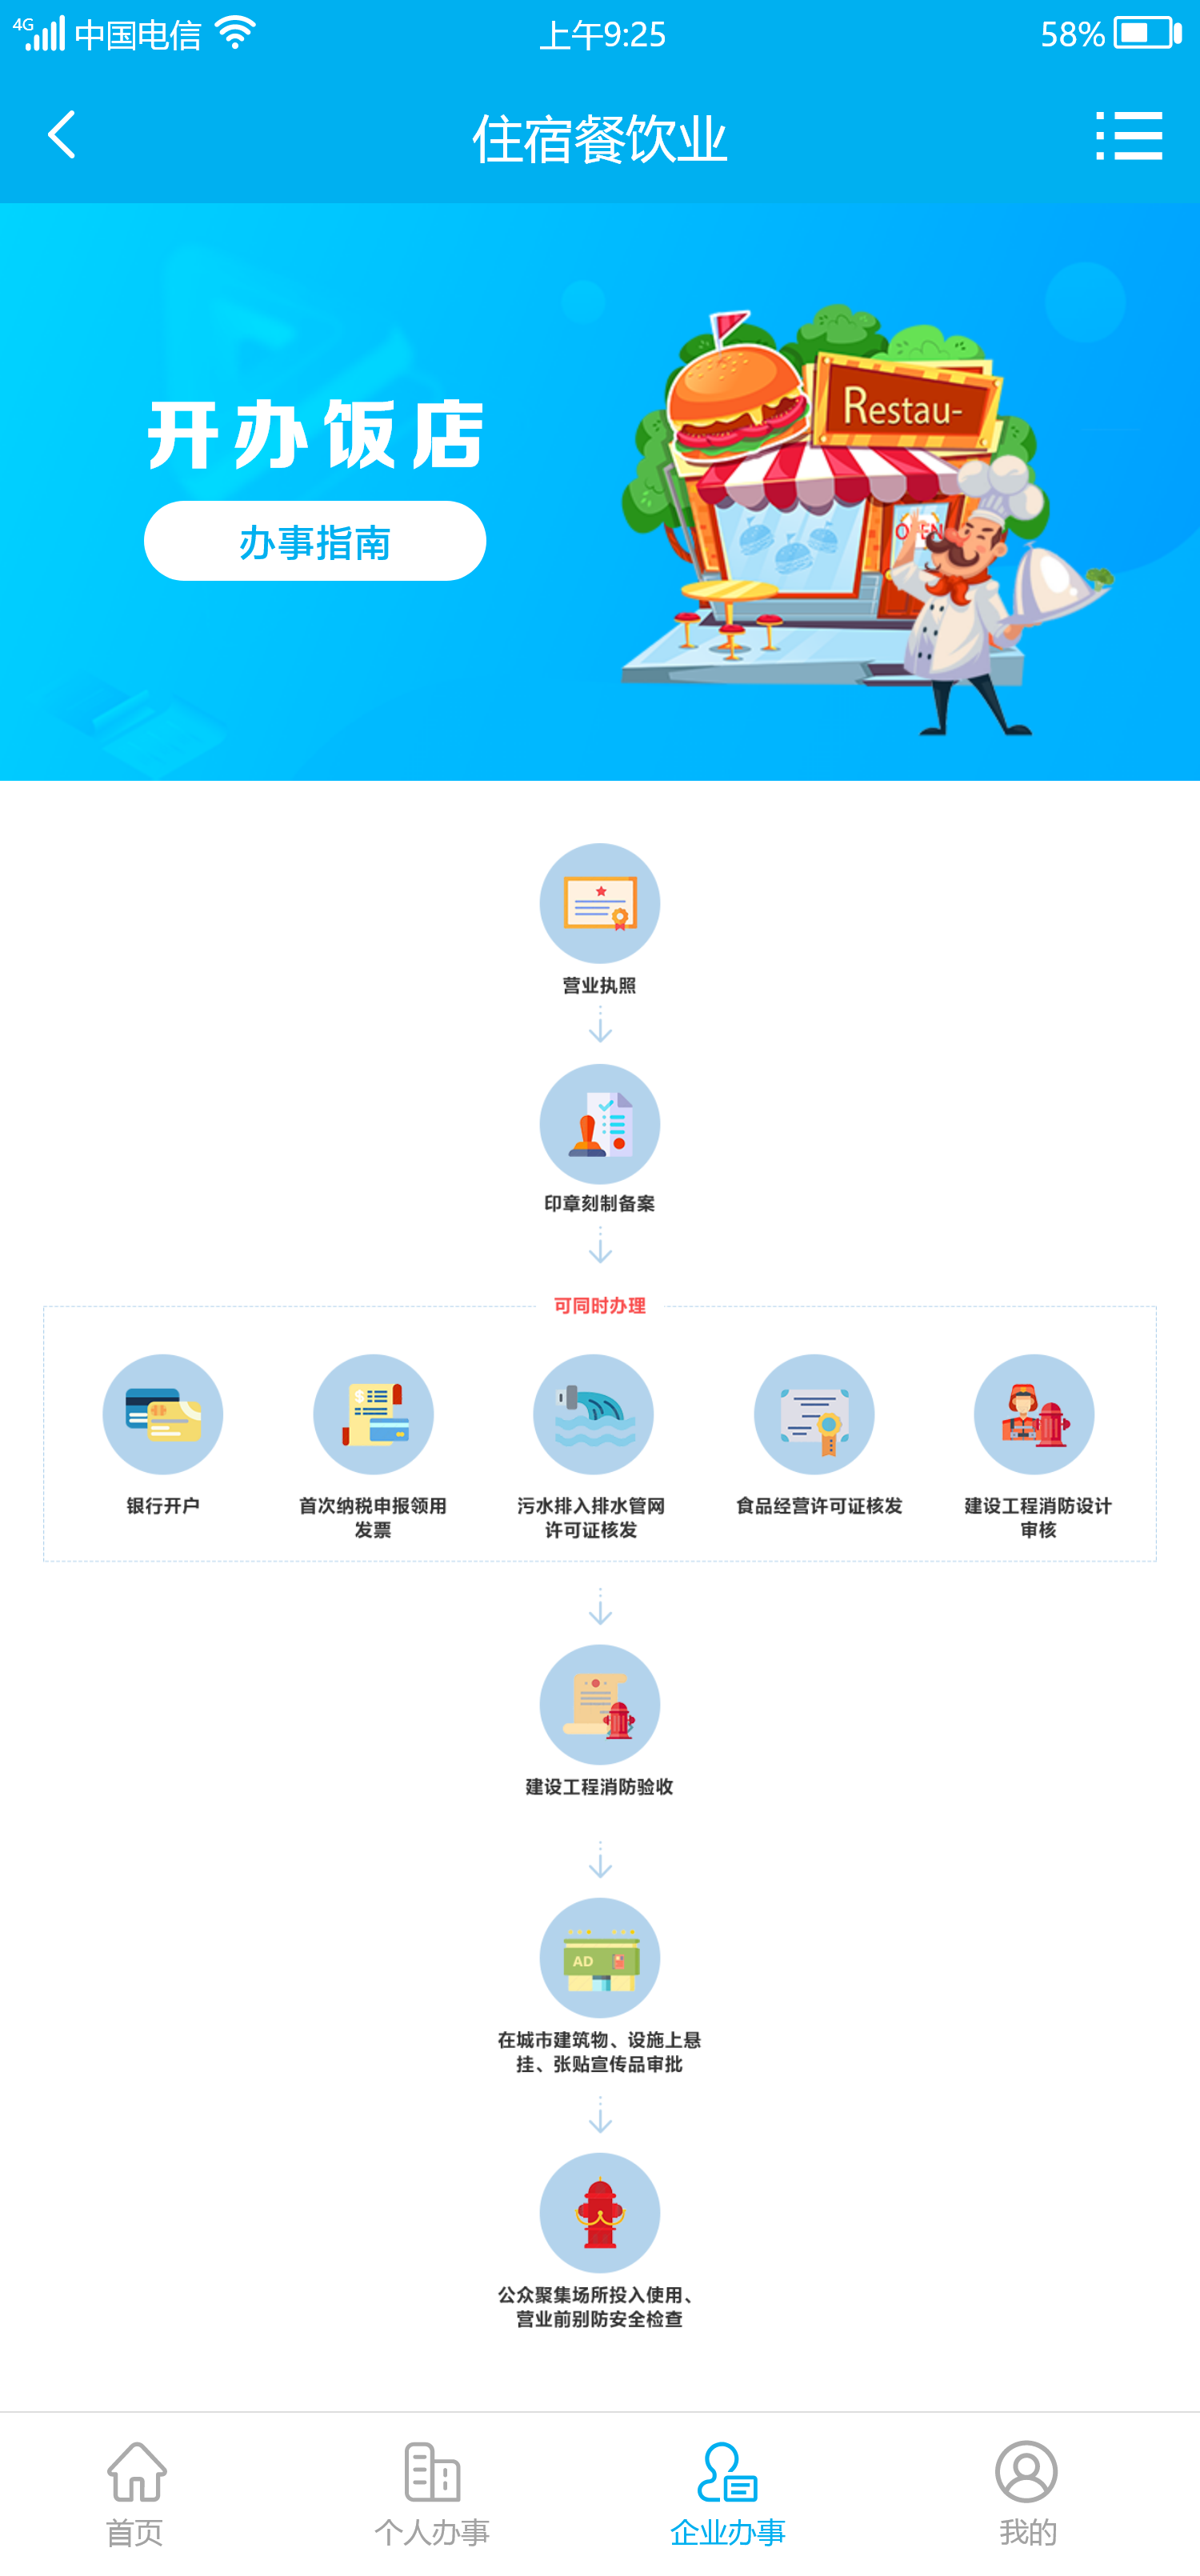 4G 中国电信 上午9:25 58%
住宿餐饮业
开办饭店
办事指南
Restau-
OPEN
营业执照
印章刻制备案
可同时办理
银行开户
首次纳税申报领用
发票
污水排入排水管网
许可证核发
食品经营许可证核发
建设工程消防设计
审核
建设工程消防验收
AD
在城市建筑物、设施上悬
挂、张贴宣传品审批
公众聚集场所投入使用、
营业前别防安全检查
首页 个人办事 企业办事 我的